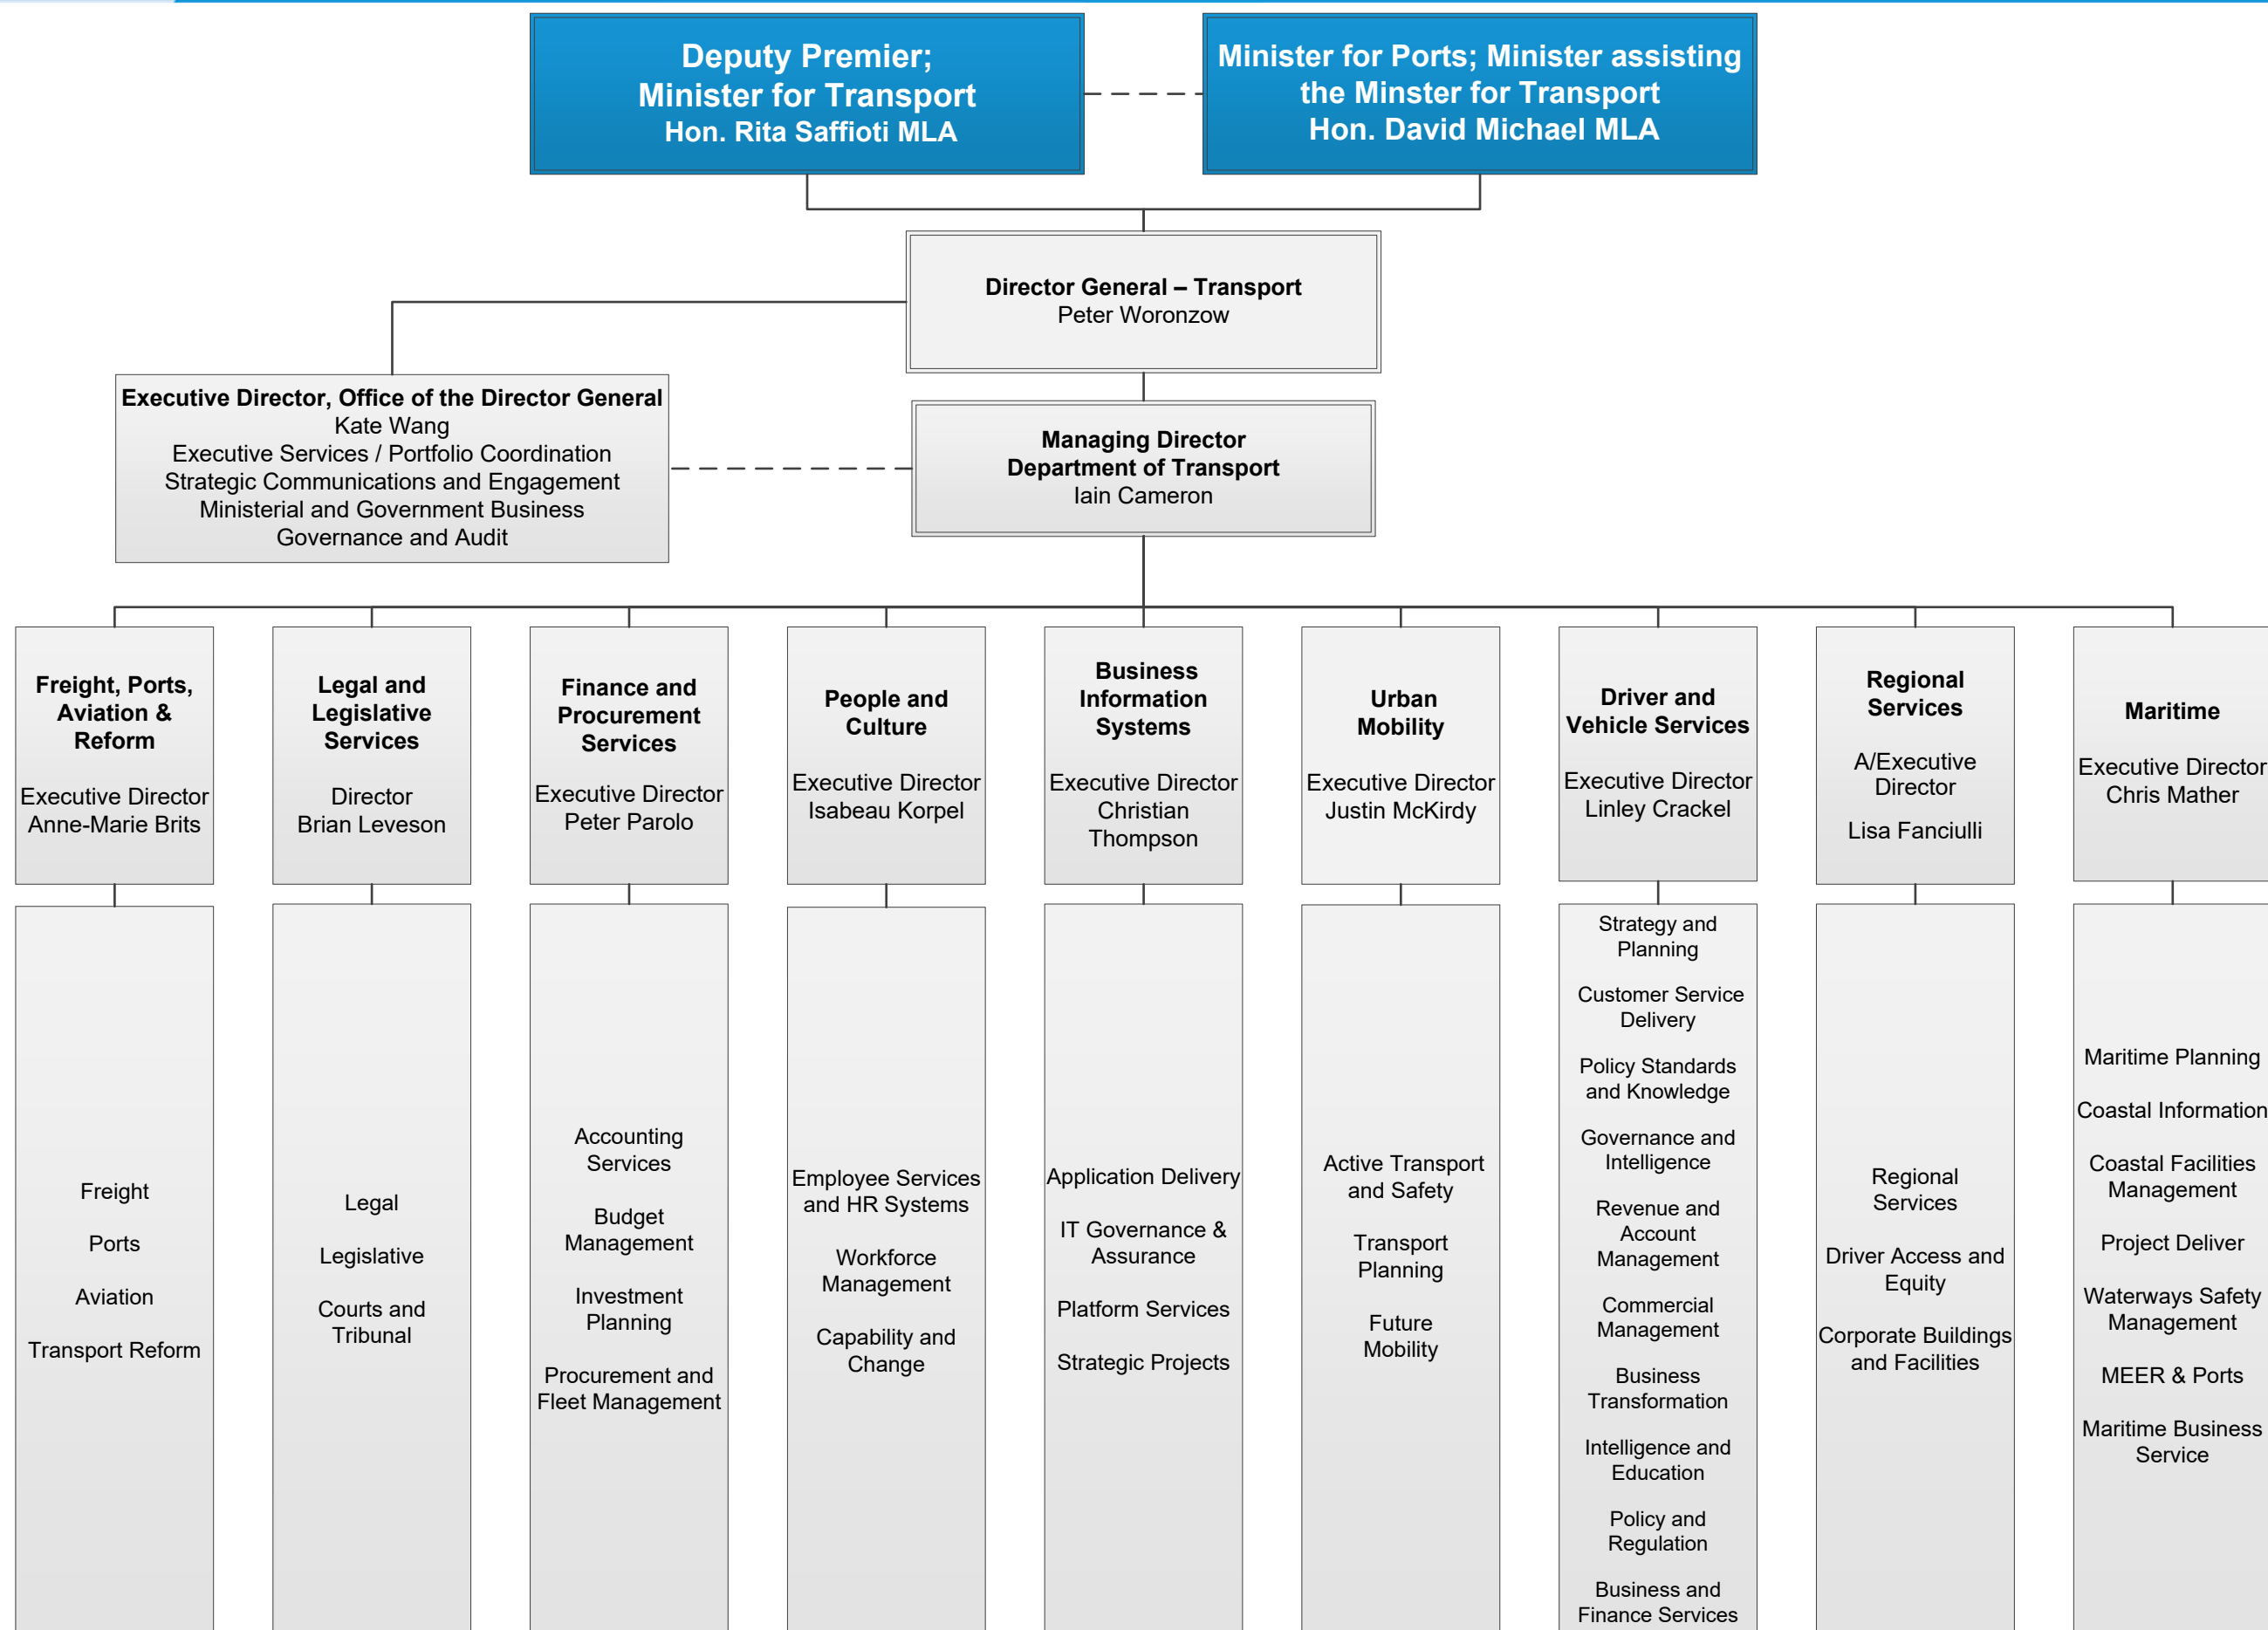 Deputy Premier;
Minister for Transport
Hon. Rita Saffioti MLA
Minister for Ports; Minister assisting
the Minster for Transport
Hon. David Michael MLA
Director General – Transport
Peter Woronzow
Executive Director, Office of the Director General
Kate Wang
Executive Services / Portfolio Coordination
Strategic Communications and Engagement
Ministerial and Government Business
Governance and Audit
Managing Director
Department of Transport
Iain Cameron
Freight, Ports,
Aviation &
Reform
Executive Director
Anne-Marie Brits
Legal and
Legislative
Services
Director
Brian Leveson
Finance and
Procurement
Services
Executive Director
Peter Parolo
People and
Culture
Executive Director
Isabeau Korpel
Business
Information
Systems
Executive Director
Christian
Thompson
Urban
Mobility
Executive Director
Justin McKirdy
Driver and
Vehicle Services
Executive Director
Linley Crackel
Regional
Services
A/Executive
Director
Lisa Fanciulli
Maritime
Executive Director
Chris Mather
Freight
Ports
Aviation
Transport Reform
Legal
Legislative
Courts and
Tribunal
Accounting
Services
Budget
Management
Investment
Planning
Procurement and
Fleet Management
Employee Services
and HR Systems
Workforce
Management
Capability and
Change
Application Delivery
IT Governance &
Assurance
Platform Services
Strategic Projects
Active Transport
and Safety
Transport
Planning
Future
Mobility
Strategy and
Planning
Customer Service
Delivery
Policy Standards
and Knowledge
Governance and
Intelligence
Revenue and
Account
Management
Commercial
Management
Business
Transformation
Intelligence and
Education
Policy and
Regulation
Business and
Finance Services
Regional
Services
Driver Access and
Equity
Corporate Buildings
and Facilities
Maritime Planning
Coastal Information
Coastal Facilities
Management
Project Deliver
Waterways Safety
Management
MEER & Ports
Maritime Business
Service